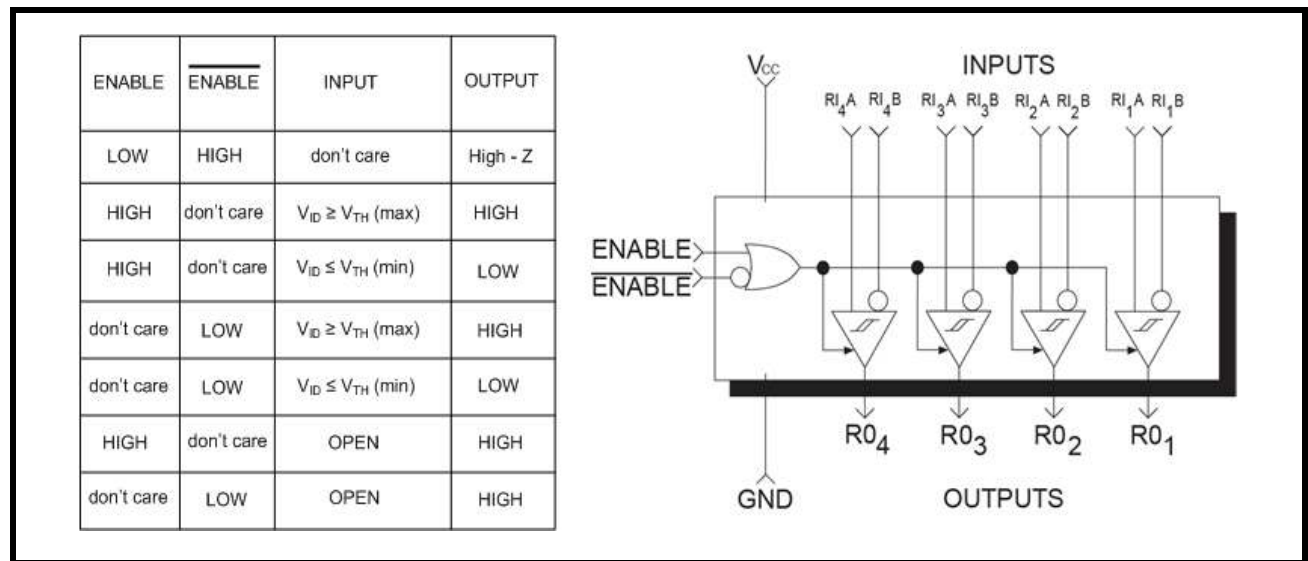 ENABLE E̅N̅A̅B̅L̅E̅ INPUT OUTPUT
LOW HIGH don't care High - Z
HIGH don't care V_ID ≥ V_TH (max) HIGH
HIGH don't care V_ID ≤ V_TH (min) LOW
don't care LOW V_ID ≥ V_TH (max) HIGH
don't care LOW V_ID ≤ V_TH (min) LOW
HIGH don't care OPEN HIGH
don't care LOW OPEN HIGH
V_CC INPUTS
RI_4A RI_4B RI_3A RI_3B RI_2A RI_2B RI_1A RI_1B
ENABLE
E̅N̅A̅B̅L̅E̅
R0_4 R0_3 R0_2 R0_1
GND OUTPUTS